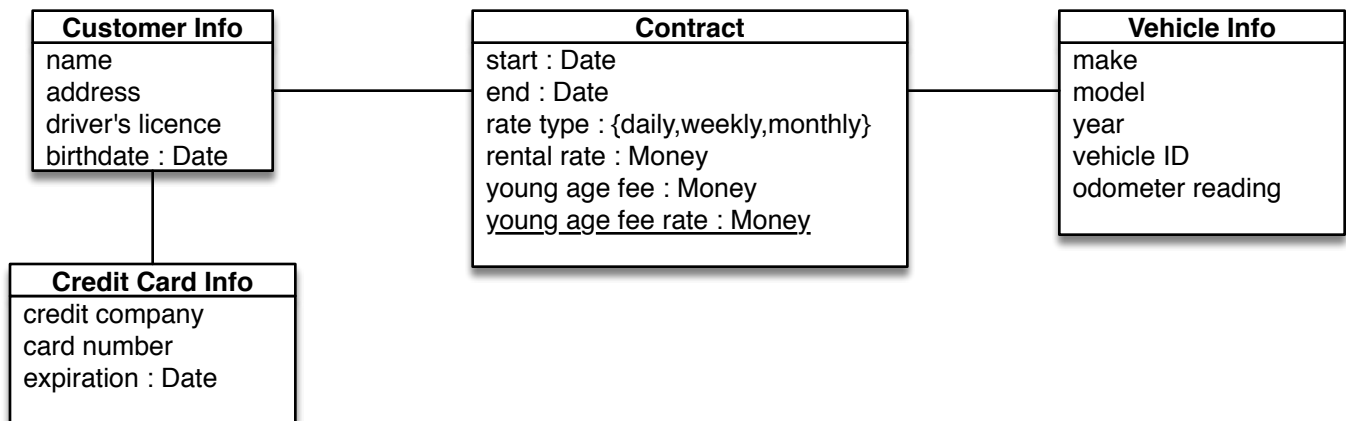 Customer Info
name
address
driver's licence
birthdate : Date
Contract
start : Date
end : Date
rate type : {daily,weekly,monthly}
rental rate : Money
young age fee : Money
young age fee rate : Money
Vehicle Info
make
model
year
vehicle ID
odometer reading
Credit Card Info
credit company
card number
expiration : Date